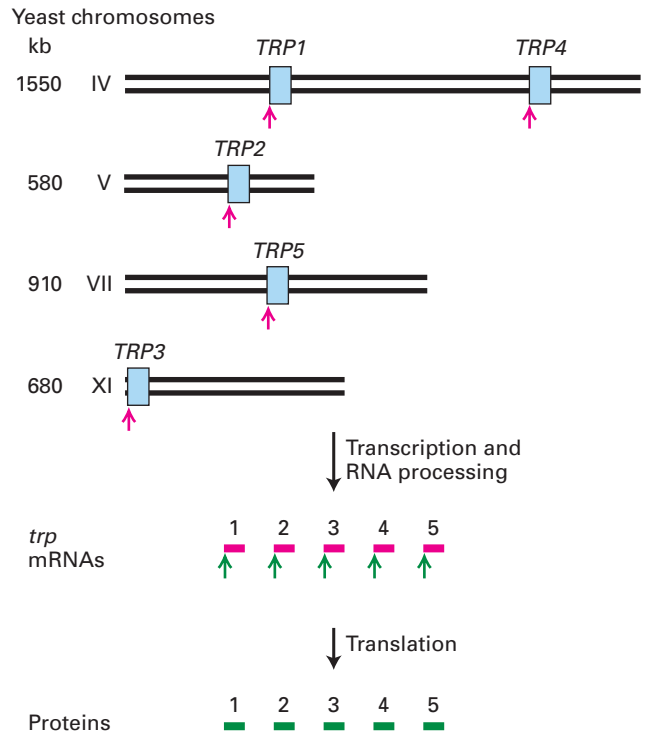 Yeast chromosomes
kb
TRP1 TRP4
1550 IV
TRP2
580 V
TRP5
910 VII
TRP3
680 XI
Transcription and
RNA processing
1 2 3 4 5
trp
mRNAs
Translation
1 2 3 4 5
Proteins